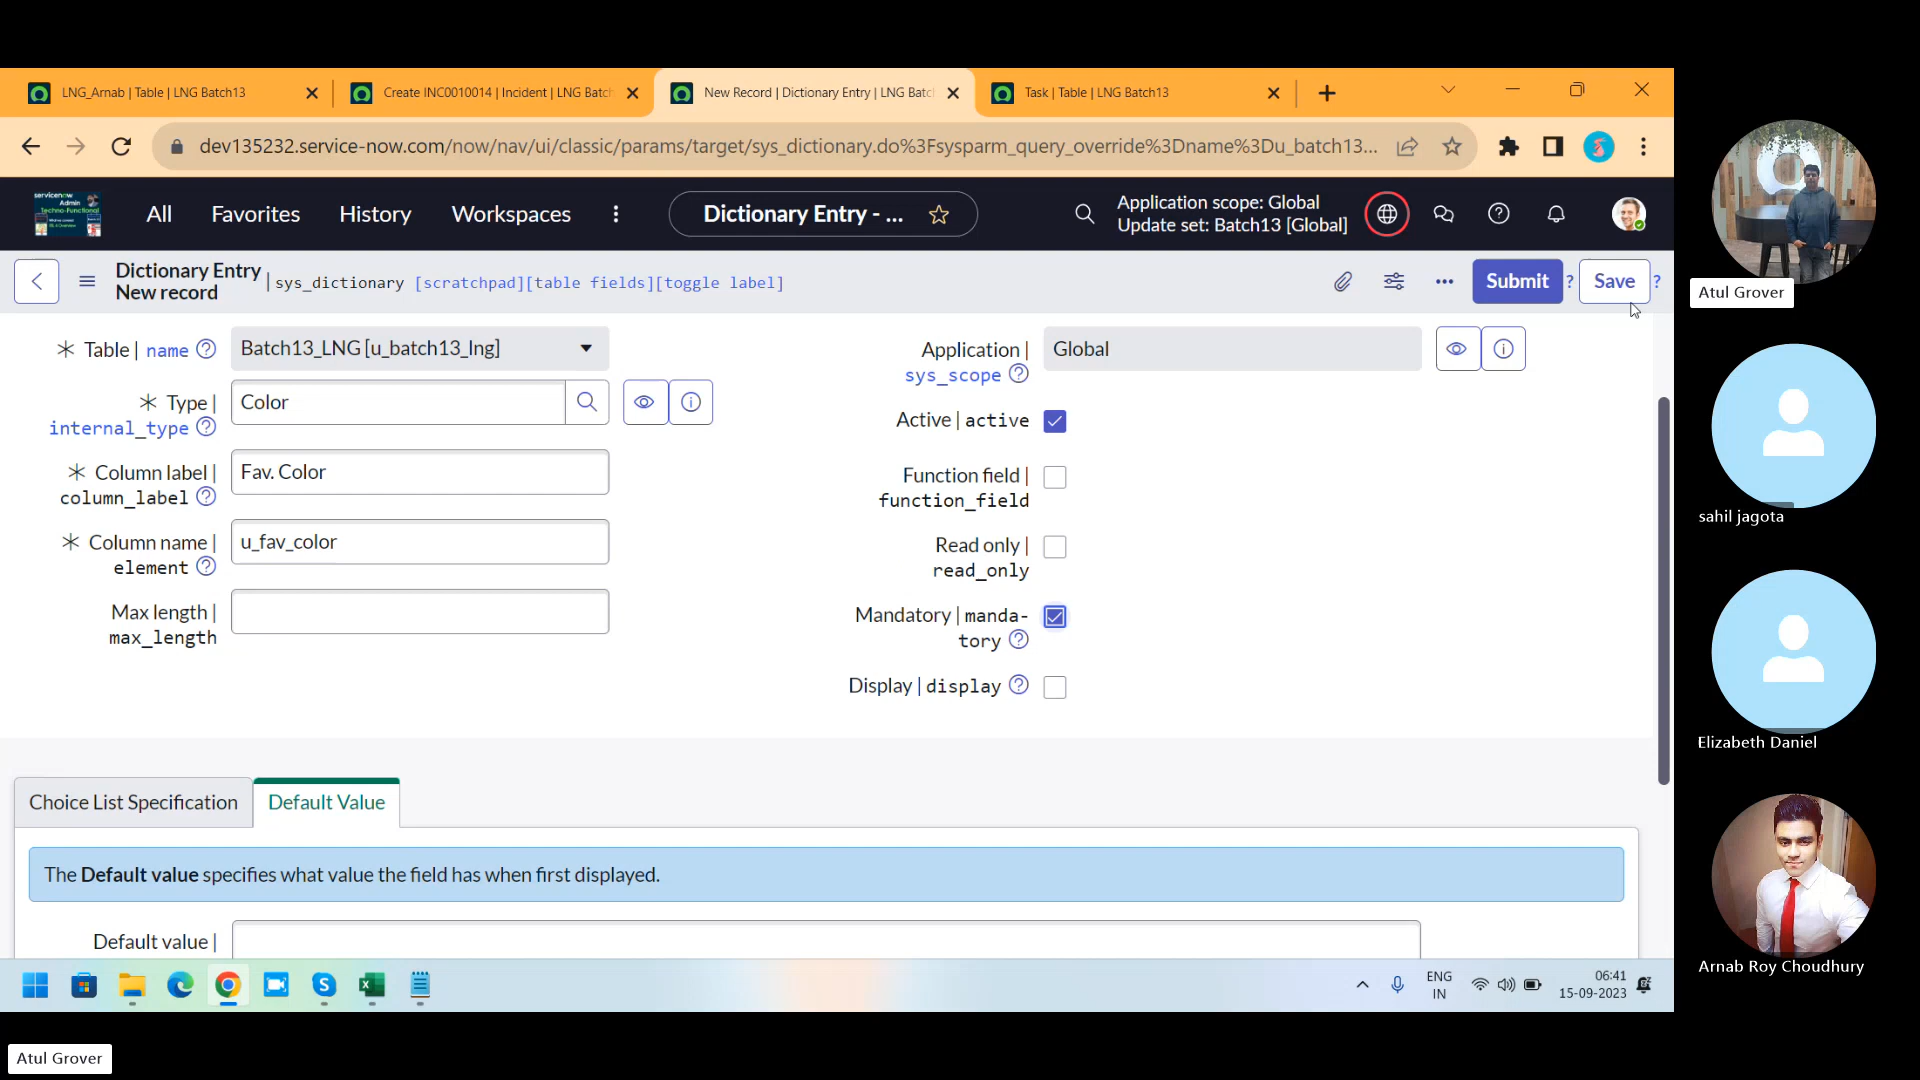 LNG_Arnab | Table | LNG Batch13
Create INC0010014 | Incident | LNG Batch
New Record | Dictionary Entry | LNG Batc
Task | Table | LNG Batch13
dev135232.service-now.com/now/nav/ui/classic/params/target/sys_dictionary.do%3Fsysparm_query_override%3Dname%3Du_batch13...
servicenow
Admin
Techno-Functional
All
Favorites
History
Workspaces
Dictionary Entry - ...
Application scope: Global
Update set: Batch13 [Global]
Dictionary Entry
New record
sys_dictionary [scratchpad][table fields][toggle label]
Submit ?
Save ?
Table | name
Batch13_LNG [u_batch13_lng]
Type |
internal_type
Color
Column label |
column_label
Fav. Color
Column name |
element
u_fav_color
Max length |
max_length
Application |
sys_scope
Global
Active | active
Function field |
function_field
Read only |
read_only
Mandatory | manda-
tory
Display | display
Choice List Specification
Default Value
The Default value specifies what value the field has when first displayed.
Default value |
ENG
IN
06:41
15-09-2023
Atul Grover
sahil jagota
Elizabeth Daniel
Arnab Roy Choudhury
Atul Grover